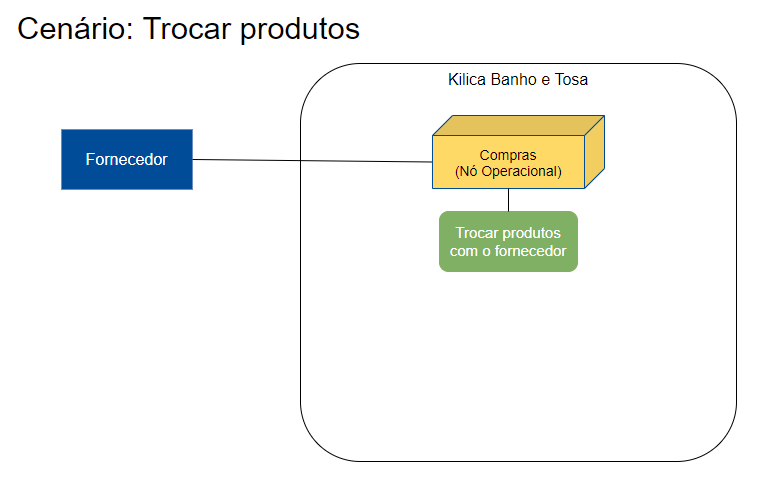 Cenário: Trocar produtos
Kilica Banho e Tosa
Fornecedor
Compras
(Nó Operacional)
Trocar produtos
com o fornecedor